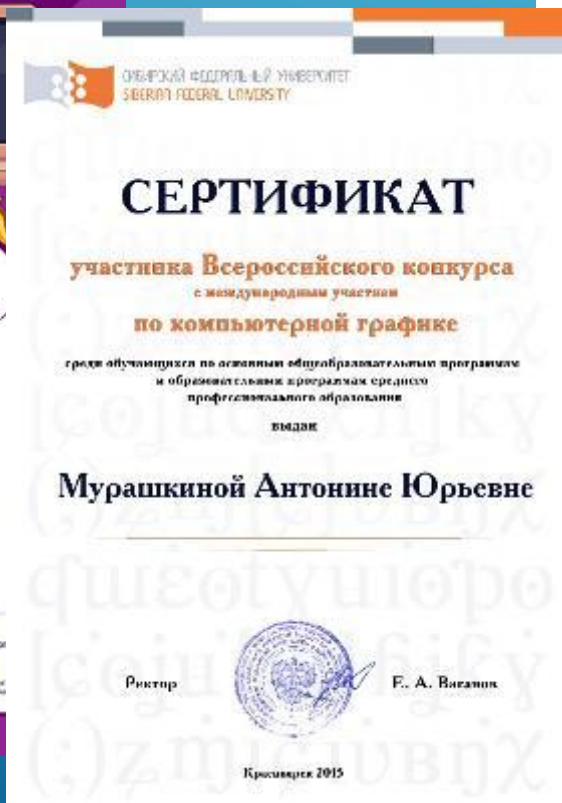 СИБИРСКИЙ ФЕДЕРАЛЬНЫЙ УНИВЕРСИТЕТ
SIBERIAN FEDERAL UNIVERSITY
СЕРТИФИКАТ
участника Всероссийского конкурса
с международным участием
по компьютерной графике
среди обучающихся по основным общеобразовательным программам
и образовательным программам среднего
профессионального образования
выдан
Мурашкиной Антонине Юрьевне
Ректор
Е. А. Ваганов
Красноярск 2015